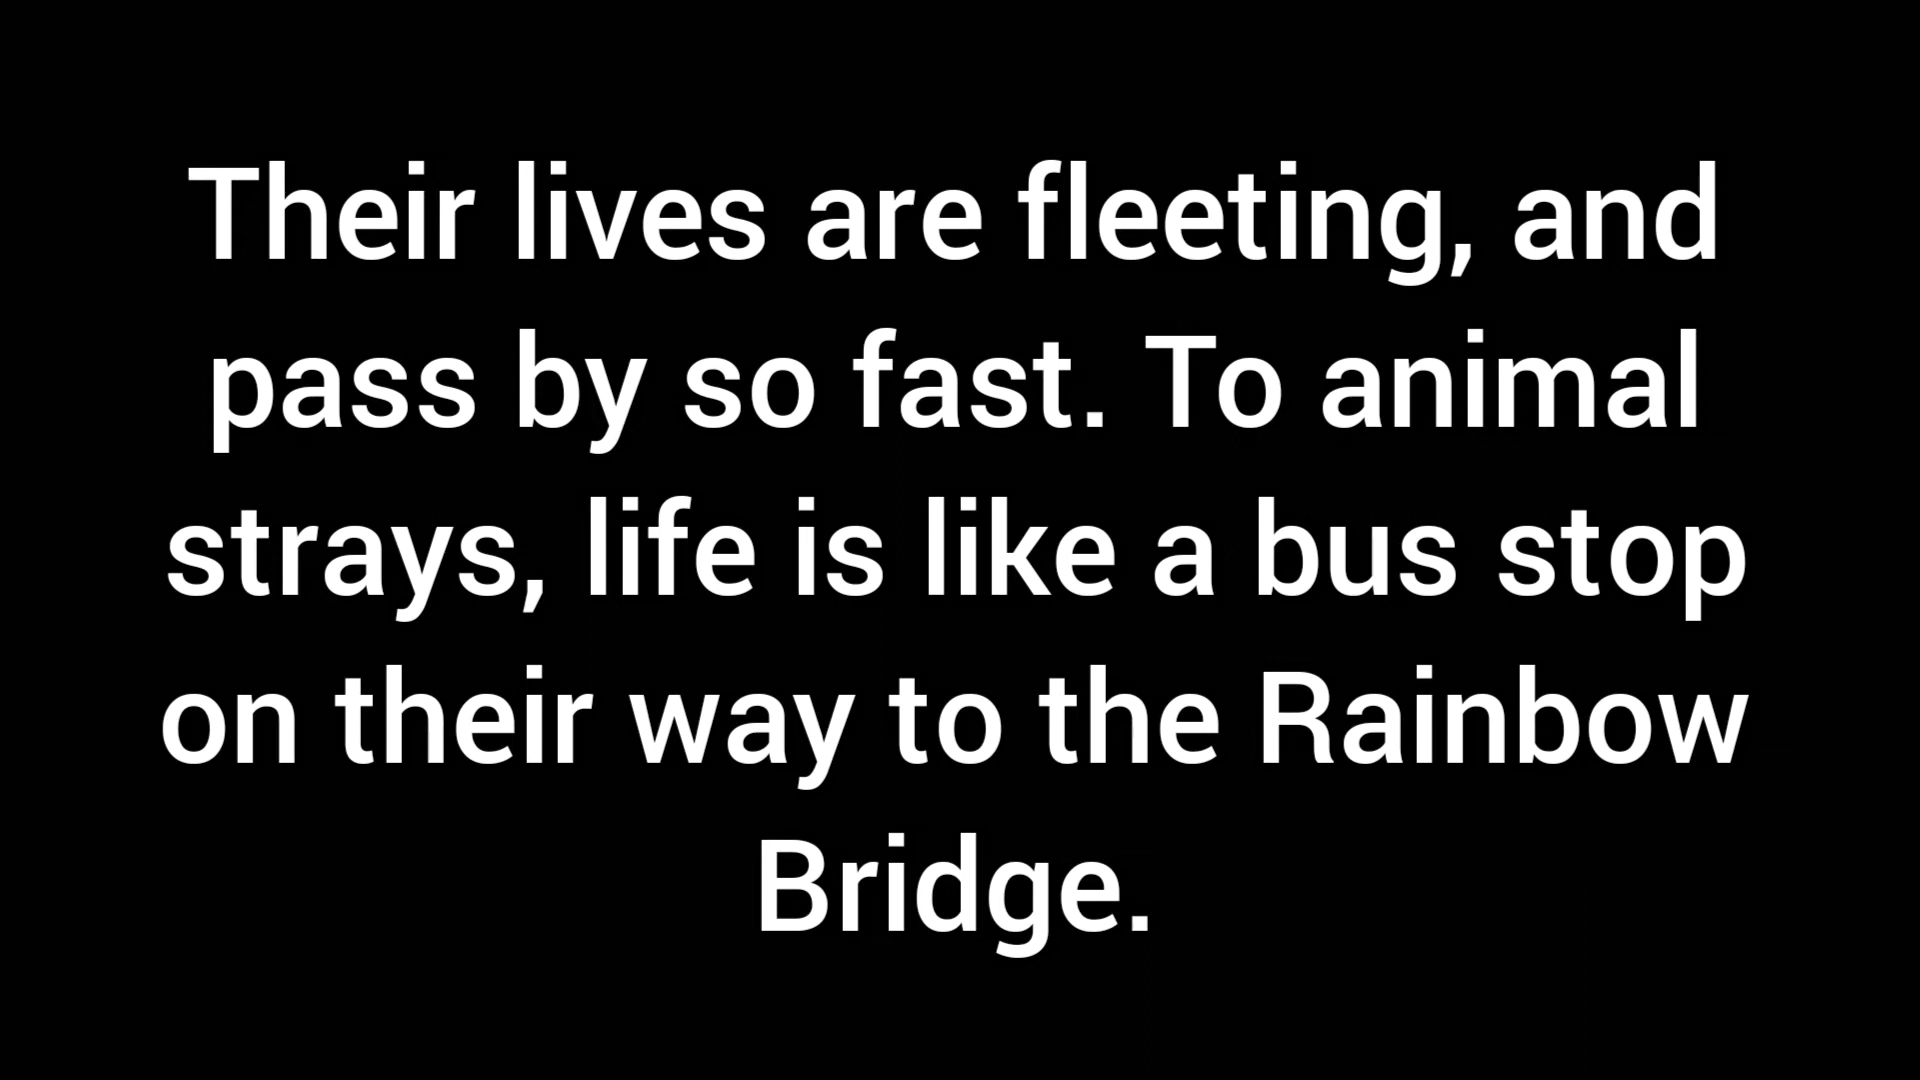 Their lives are fleeting, and
pass by so fast. To animal
strays, life is like a bus stop
on their way to the Rainbow
Bridge.